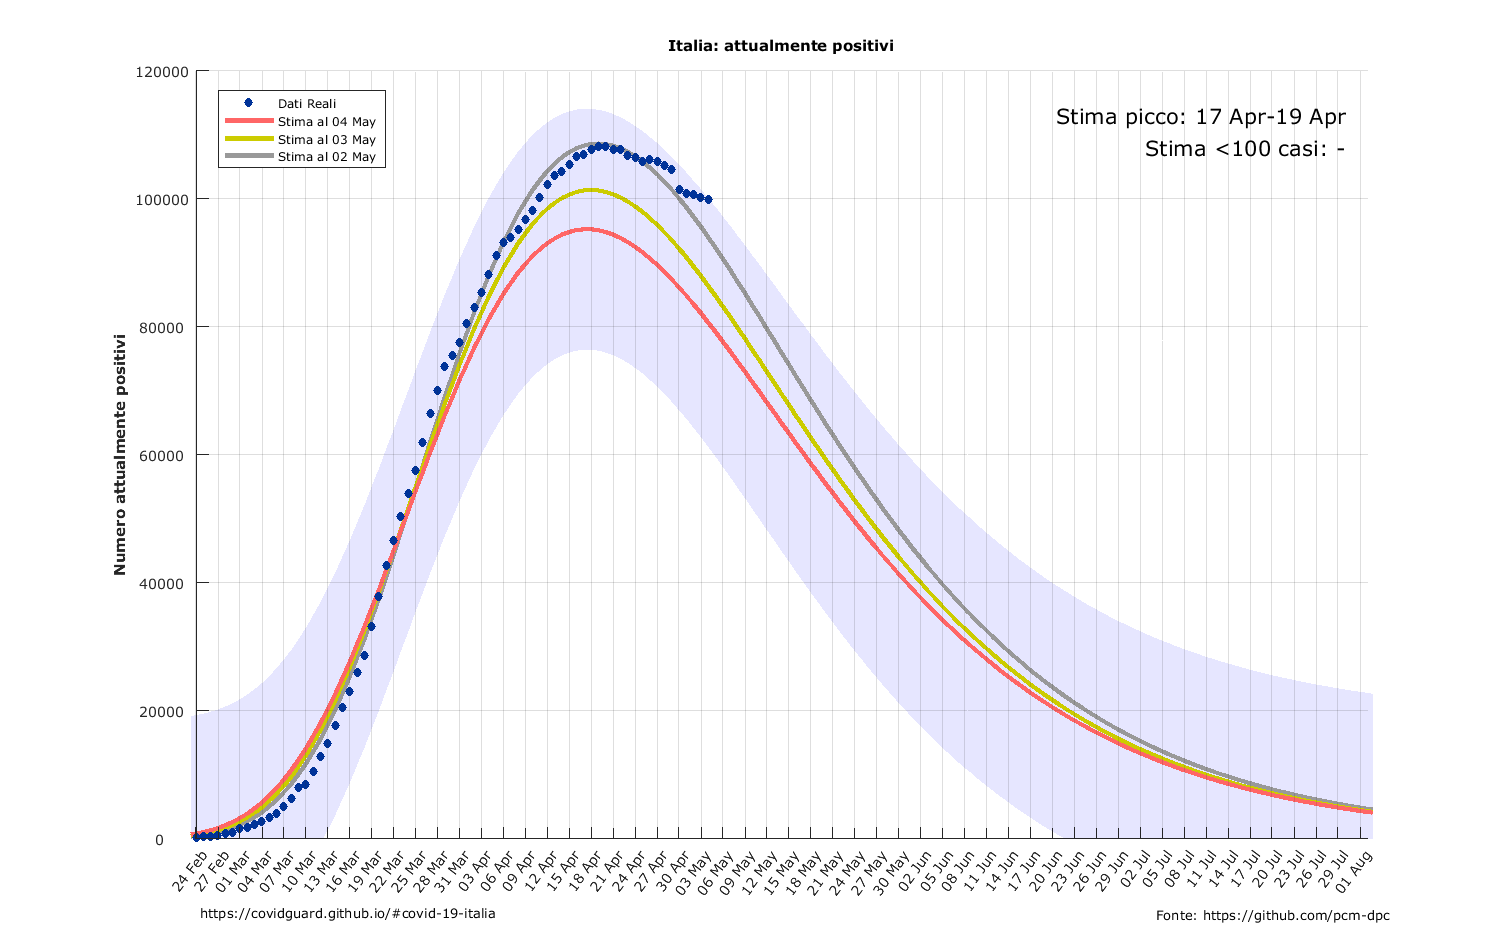 Italia: attualmente positivi
120000
100000
80000
60000
40000
20000
0
Numero attualmente positivi
Dati Reali
Stima al 04 May
Stima al 03 May
Stima al 02 May
Stima picco: 17 Apr-19 Apr
Stima <100 casi: -
24 Feb
27 Feb
01 Mar
04 Mar
07 Mar
10 Mar
13 Mar
16 Mar
19 Mar
22 Mar
25 Mar
28 Mar
31 Mar
03 Apr
06 Apr
09 Apr
12 Apr
15 Apr
18 Apr
21 Apr
24 Apr
27 Apr
30 Apr
03 May
06 May
09 May
12 May
15 May
18 May
21 May
24 May
27 May
30 May
02 Jun
05 Jun
08 Jun
11 Jun
14 Jun
17 Jun
20 Jun
23 Jun
26 Jun
29 Jun
02 Jul
05 Jul
08 Jul
11 Jul
14 Jul
17 Jul
20 Jul
23 Jul
26 Jul
29 Jul
01 Aug
https://covidguard.github.io/#covid-19-italia
Fonte: https://github.com/pcm-dpc